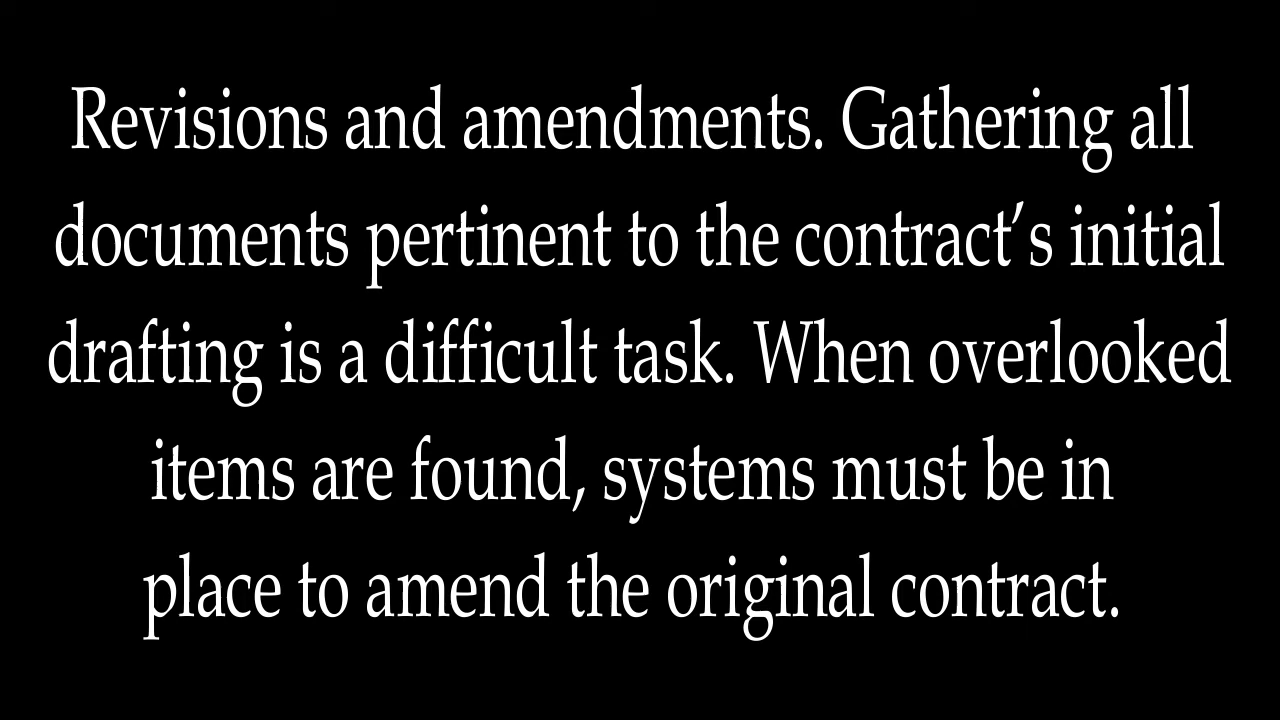 Revisions and amendments. Gathering all
documents pertinent to the contract’s initial
drafting is a difficult task. When overlooked
items are found, systems must be in
place to amend the original contract.